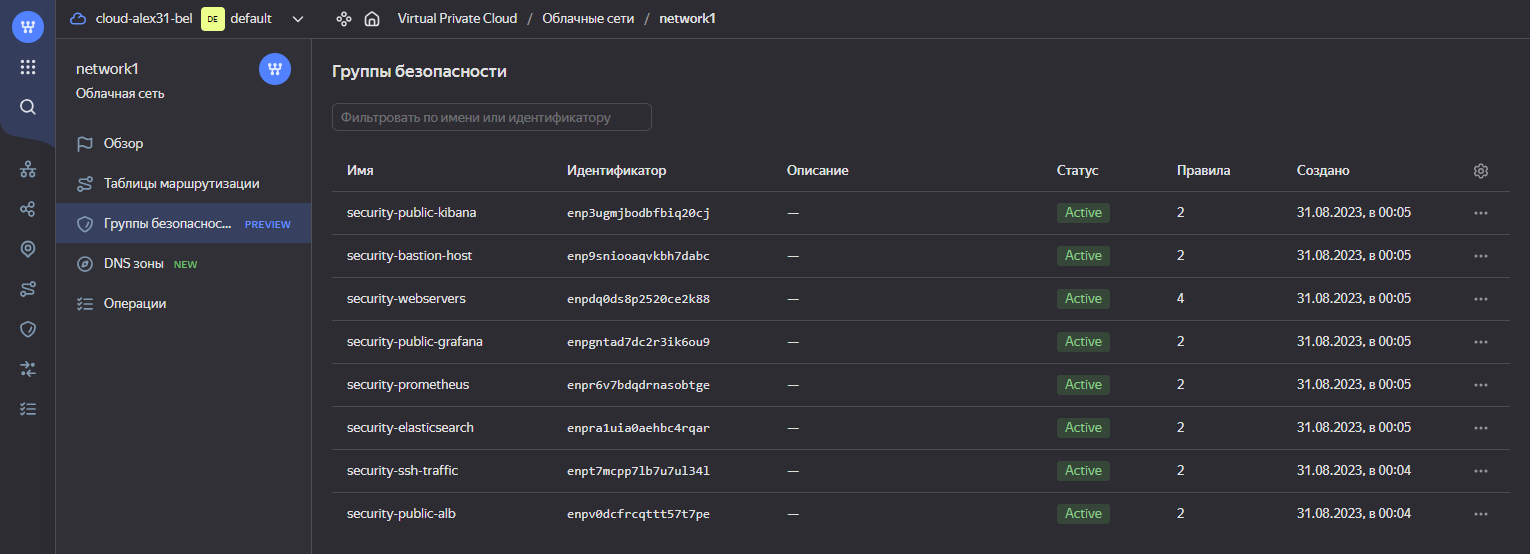 cloud-alex31-bel DE default Virtual Private Cloud / Облачные сети / network1
network1
Облачная сеть
Обзор
Таблицы маршрутизации
Группы безопаснос... PREVIEW
DNS зоны NEW
Операции
Группы безопасности
Фильтровать по имени или идентификатору
Имя Идентификатор Описание Статус Правила Создано
security-public-kibana enp3ugmjbodbfbiq20cj — Active 2 31.08.2023, в 00:05
security-bastion-host enp9sniooaqvkbh7dabc — Active 2 31.08.2023, в 00:05
security-webservers enpdq0ds8p2520ce2k88 — Active 4 31.08.2023, в 00:05
security-public-grafana enpgntad7dc2r3ik6ou9 — Active 2 31.08.2023, в 00:05
security-prometheus enpr6v7bdqdrnasobtge — Active 2 31.08.2023, в 00:05
security-elasticsearch enpra1uia0aehbc4rqar — Active 2 31.08.2023, в 00:05
security-ssh-traffic enpt7mcpp7lb7u7ul34l — Active 2 31.08.2023, в 00:04
security-public-alb enpv0dcfrcqttt57t7pe — Active 2 31.08.2023, в 00:04